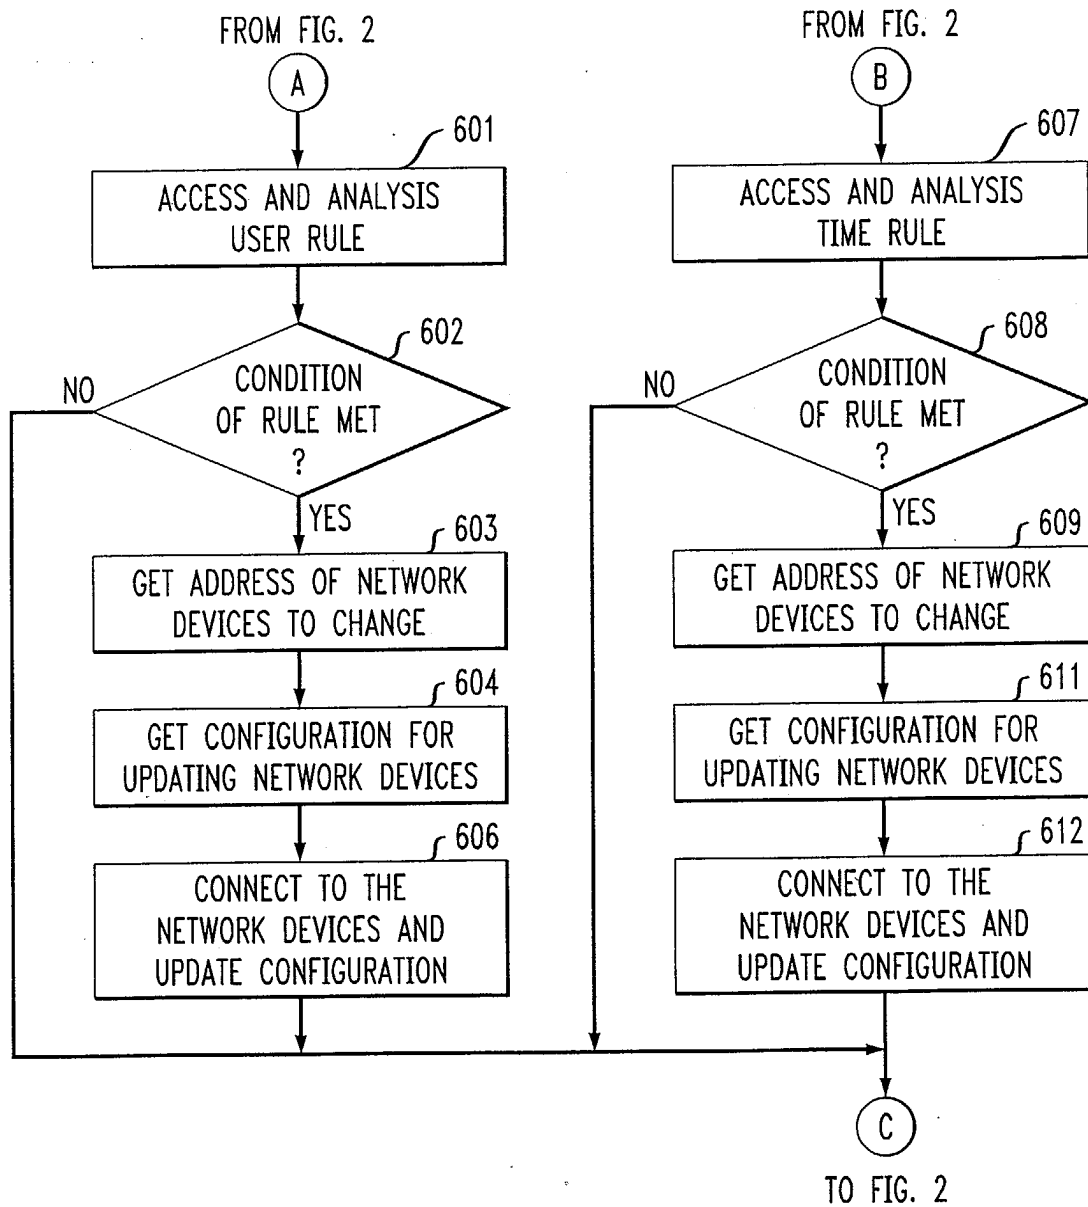 FROM FIG. 2
A
601
ACCESS AND ANALYSIS
USER RULE
602
CONDITION
OF RULE MET
?
NO
YES
603
GET ADDRESS OF NETWORK
DEVICES TO CHANGE
604
GET CONFIGURATION FOR
UPDATING NETWORK DEVICES
606
CONNECT TO THE
NETWORK DEVICES AND
UPDATE CONFIGURATION
FROM FIG. 2
B
607
ACCESS AND ANALYSIS
TIME RULE
608
CONDITION
OF RULE MET
?
NO
YES
609
GET ADDRESS OF NETWORK
DEVICES TO CHANGE
611
GET CONFIGURATION FOR
UPDATING NETWORK DEVICES
612
CONNECT TO THE
NETWORK DEVICES AND
UPDATE CONFIGURATION
C
TO FIG. 2